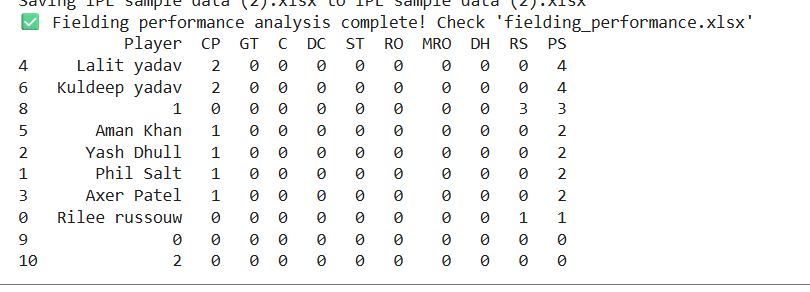 Saving IPL sample data (2).xlsx to IPL sample data (2).xlsx
✅ Fielding performance analysis complete! Check 'fielding_performance.xlsx'
Player CP GT C DC ST RO MRO DH RS PS
4 Lalit yadav 2 0 0 0 0 0 0 0 0 4
6 Kuldeep yadav 2 0 0 0 0 0 0 0 0 4
8 1 0 0 0 0 0 0 0 0 3 3
5 Aman Khan 1 0 0 0 0 0 0 0 0 2
2 Yash Dhull 1 0 0 0 0 0 0 0 0 2
1 Phil Salt 1 0 0 0 0 0 0 0 0 2
3 Axer Patel 1 0 0 0 0 0 0 0 0 2
0 Rilee russouw 0 0 0 0 0 0 0 0 1 1
9 0 0 0 0 0 0 0 0 0 0 0
10 2 0 0 0 0 0 0 0 0 0 0